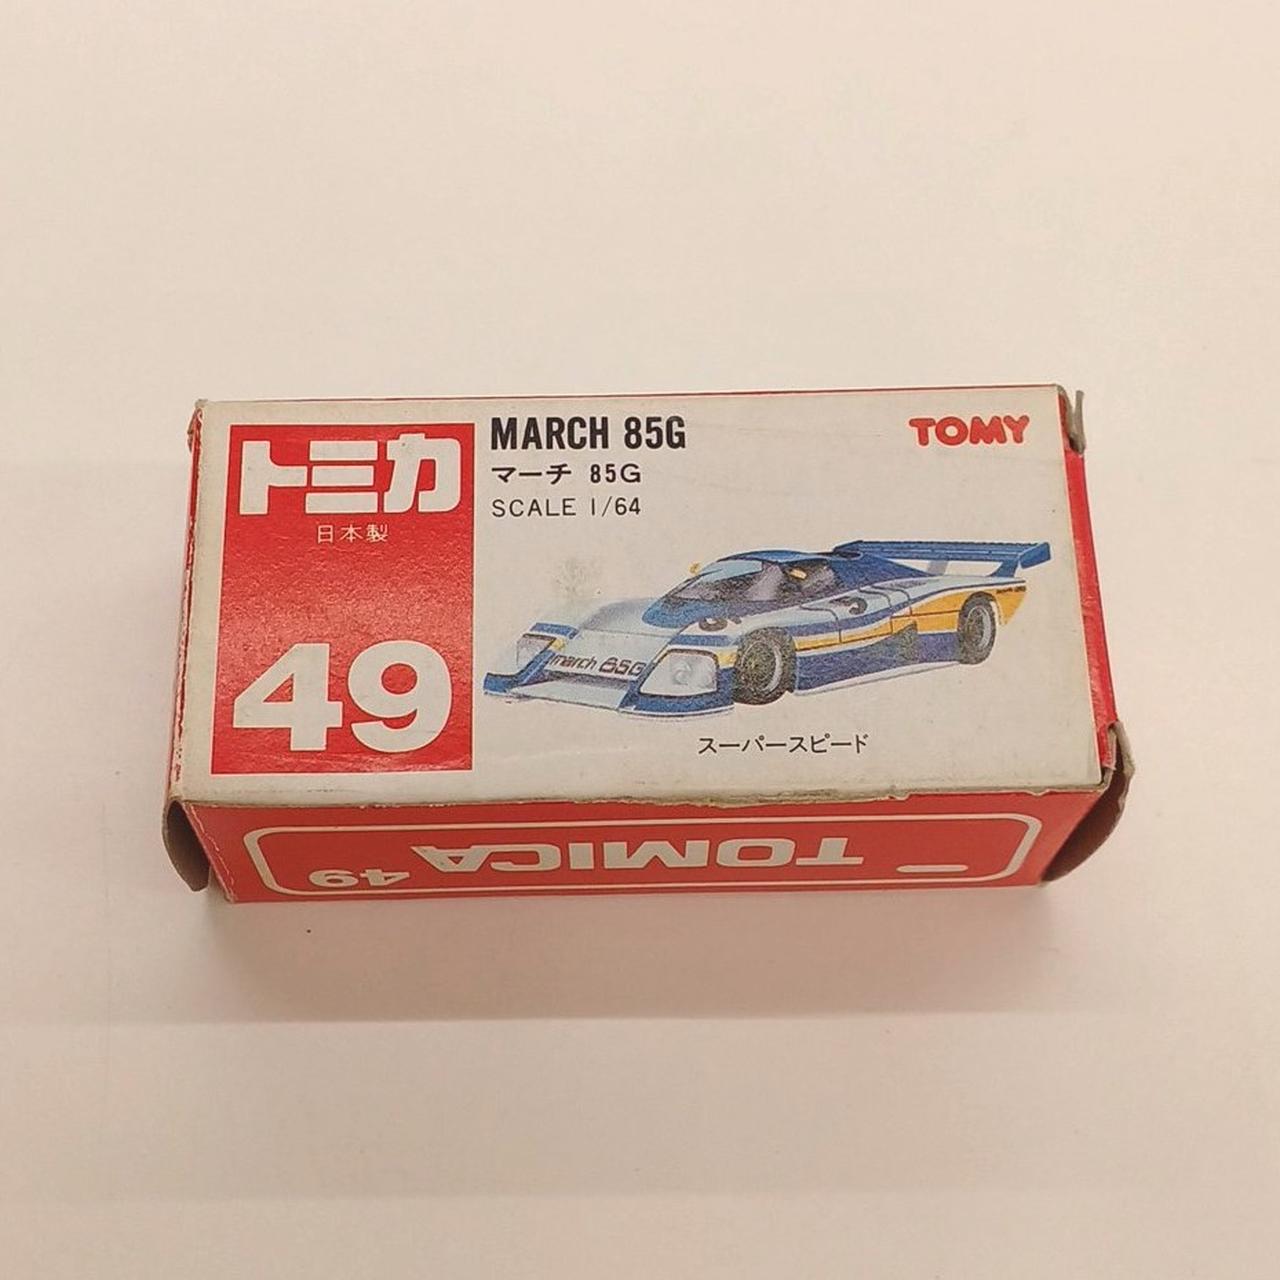 トミカ
日本製
49
MARCH 85G
マーチ 85G
SCALE 1/64
TOMY
march 85G
スーパースピード
TOMICA 49